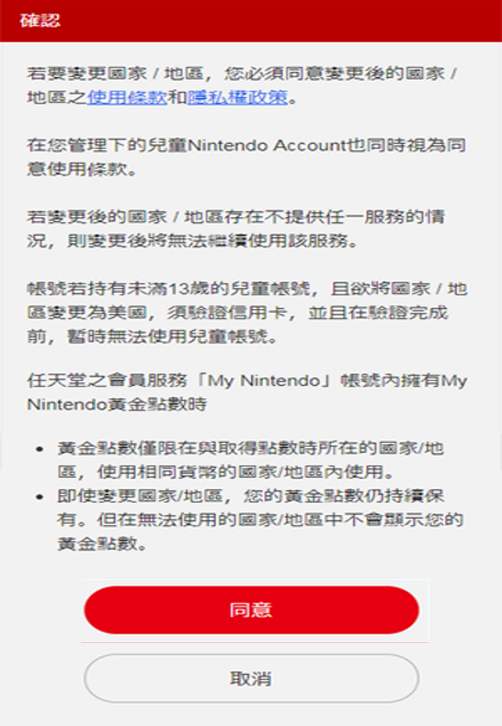 確認
若要變更國家 / 地區，您必須同意變更後的國家 /
地區之使用條款和隱私權政策。
在您管理下的兒童Nintendo Account也同時視為同
意使用條款。
若變更後的國家 / 地區存在不提供任一服務的情
況，則變更後將無法繼續使用該服務。
帳號若持有未滿13歲的兒童帳號，且欲將國家 / 地
區變更為美國，須驗證信用卡，並且在驗證完成
前，暫時無法使用兒童帳號。
任天堂之會員服務「My Nintendo」帳號內擁有My
Nintendo黃金點數時
• 黃金點數僅限在與取得點數時所在的國家/地
區，使用相同貨幣的國家/地區內使用。
• 即使變更國家/地區，您的黃金點數仍持續保
有。但在無法使用的國家/地區中不會顯示您的
黃金點數。
同意
取消